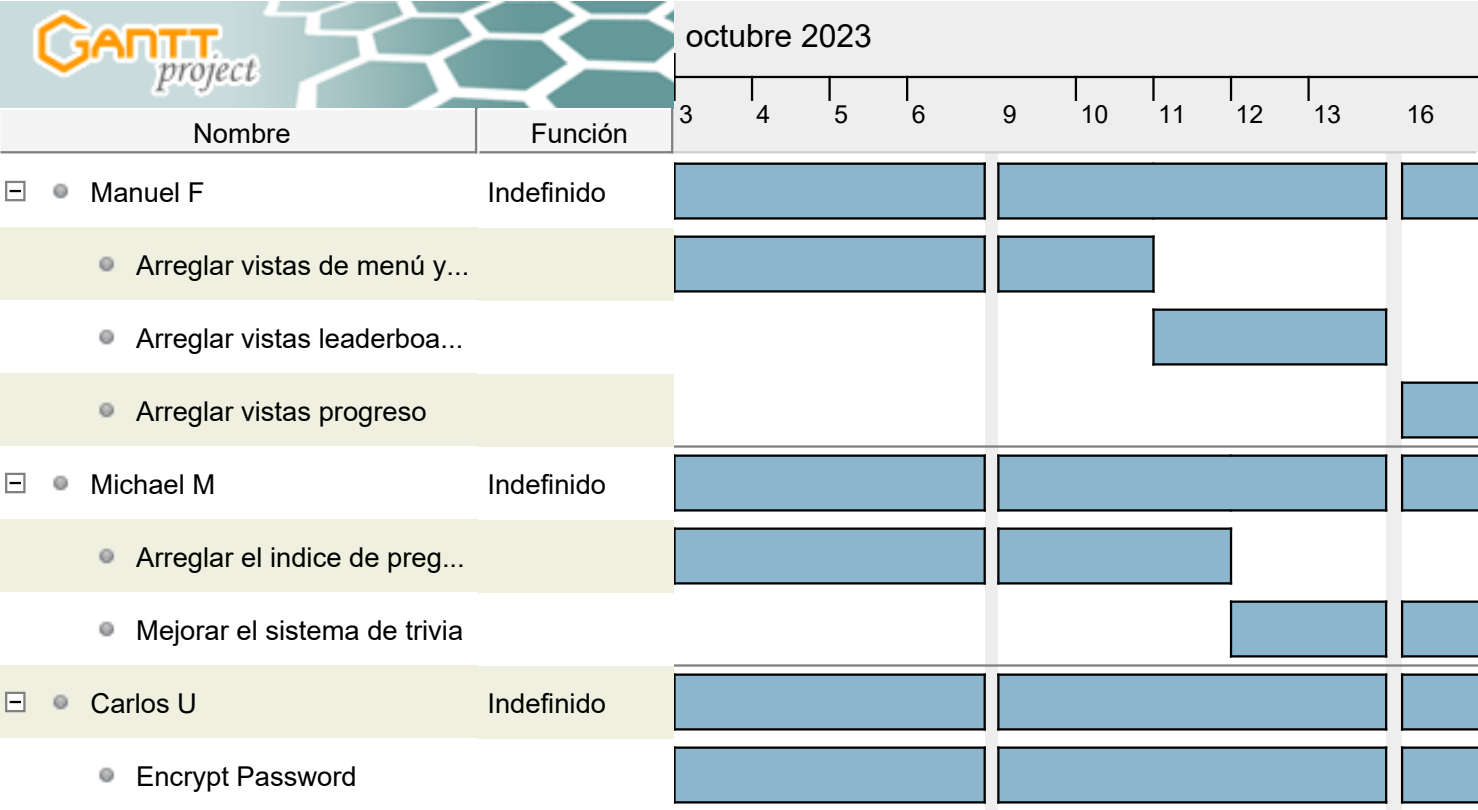 GANTT
project
octubre 2023
Nombre Función
3 4 5 6 9 10 11 12 13 16
Manuel F Indefinido
Arreglar vistas de menú y...
Arreglar vistas leaderboa...
Arreglar vistas progreso
Michael M Indefinido
Arreglar el indice de preg...
Mejorar el sistema de trivia
Carlos U Indefinido
Encrypt Password